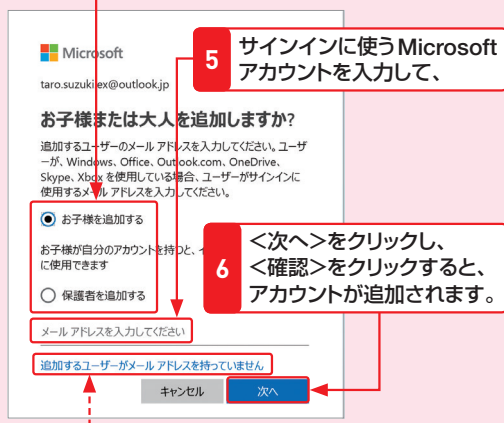 Microsoft
taro.suzuki.ex@outlook.jp
5
サインインに使うMicrosoft
アカウントを入力して、
お子様または大人を追加しますか?
追加するユーザーのメール アドレスを入力してください。ユーザ
ーが、Windows、Office、Outlook.com、OneDrive、
Skype、Xbox を使用している場合、ユーザーがサインインに
使用するメール アドレスを入力してください。
お子様を追加する
お子様が自分のアカウントを持つと、
に使用できます
保護者を追加する
6
<次へ>をクリックし、
<確認>をクリックすると、
アカウントが追加されます。
メール アドレスを入力してください
追加するユーザーがメール アドレスを持っていません
キャンセル
次へ